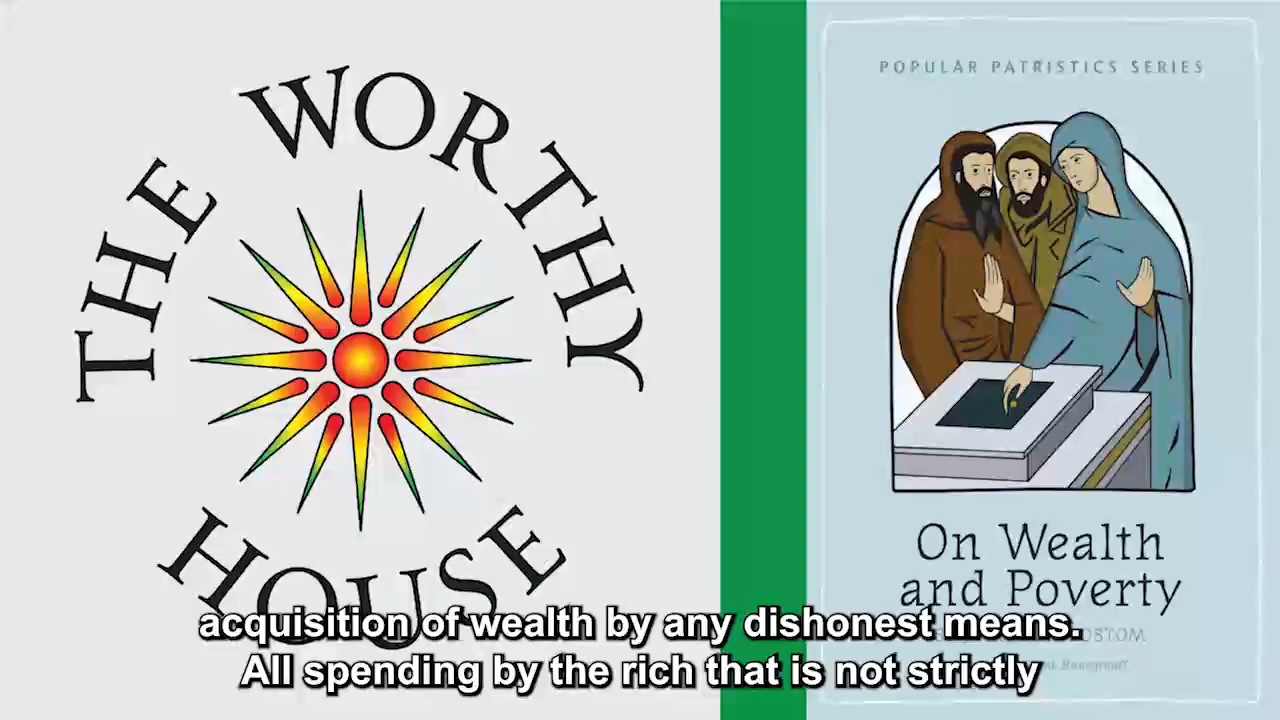 THE WORTHY HOUSE
POPULAR PATRISTICS SERIES
On Wealth
and Poverty
acquisition of wealth by any dishonest means.
All spending by the rich that is not strictly